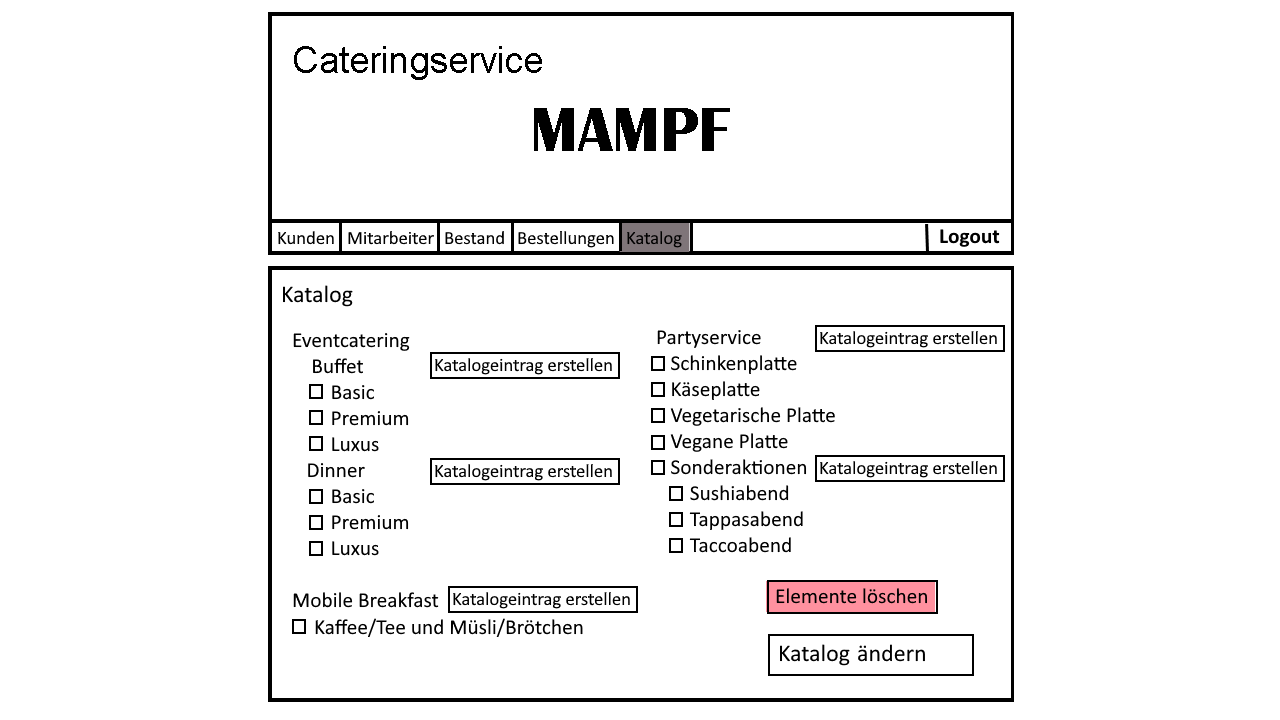 Cateringservice
MAMPF
Kunden Mitarbeiter Bestand Bestellungen Katalog Logout
Katalog
Eventcatering
Buffet Katalogeintrag erstellen
Basic
Premium
Luxus
Dinner Katalogeintrag erstellen
Basic
Premium
Luxus
Mobile Breakfast Katalogeintrag erstellen
Kaffee/Tee und Müsli/Brötchen
Partyservice Katalogeintrag erstellen
Schinkenplatte
Käseplatte
Vegetarische Platte
Vegane Platte
Sonderaktionen Katalogeintrag erstellen
Sushiabend
Tappasabend
Taccoabend
Elemente löschen
Katalog ändern